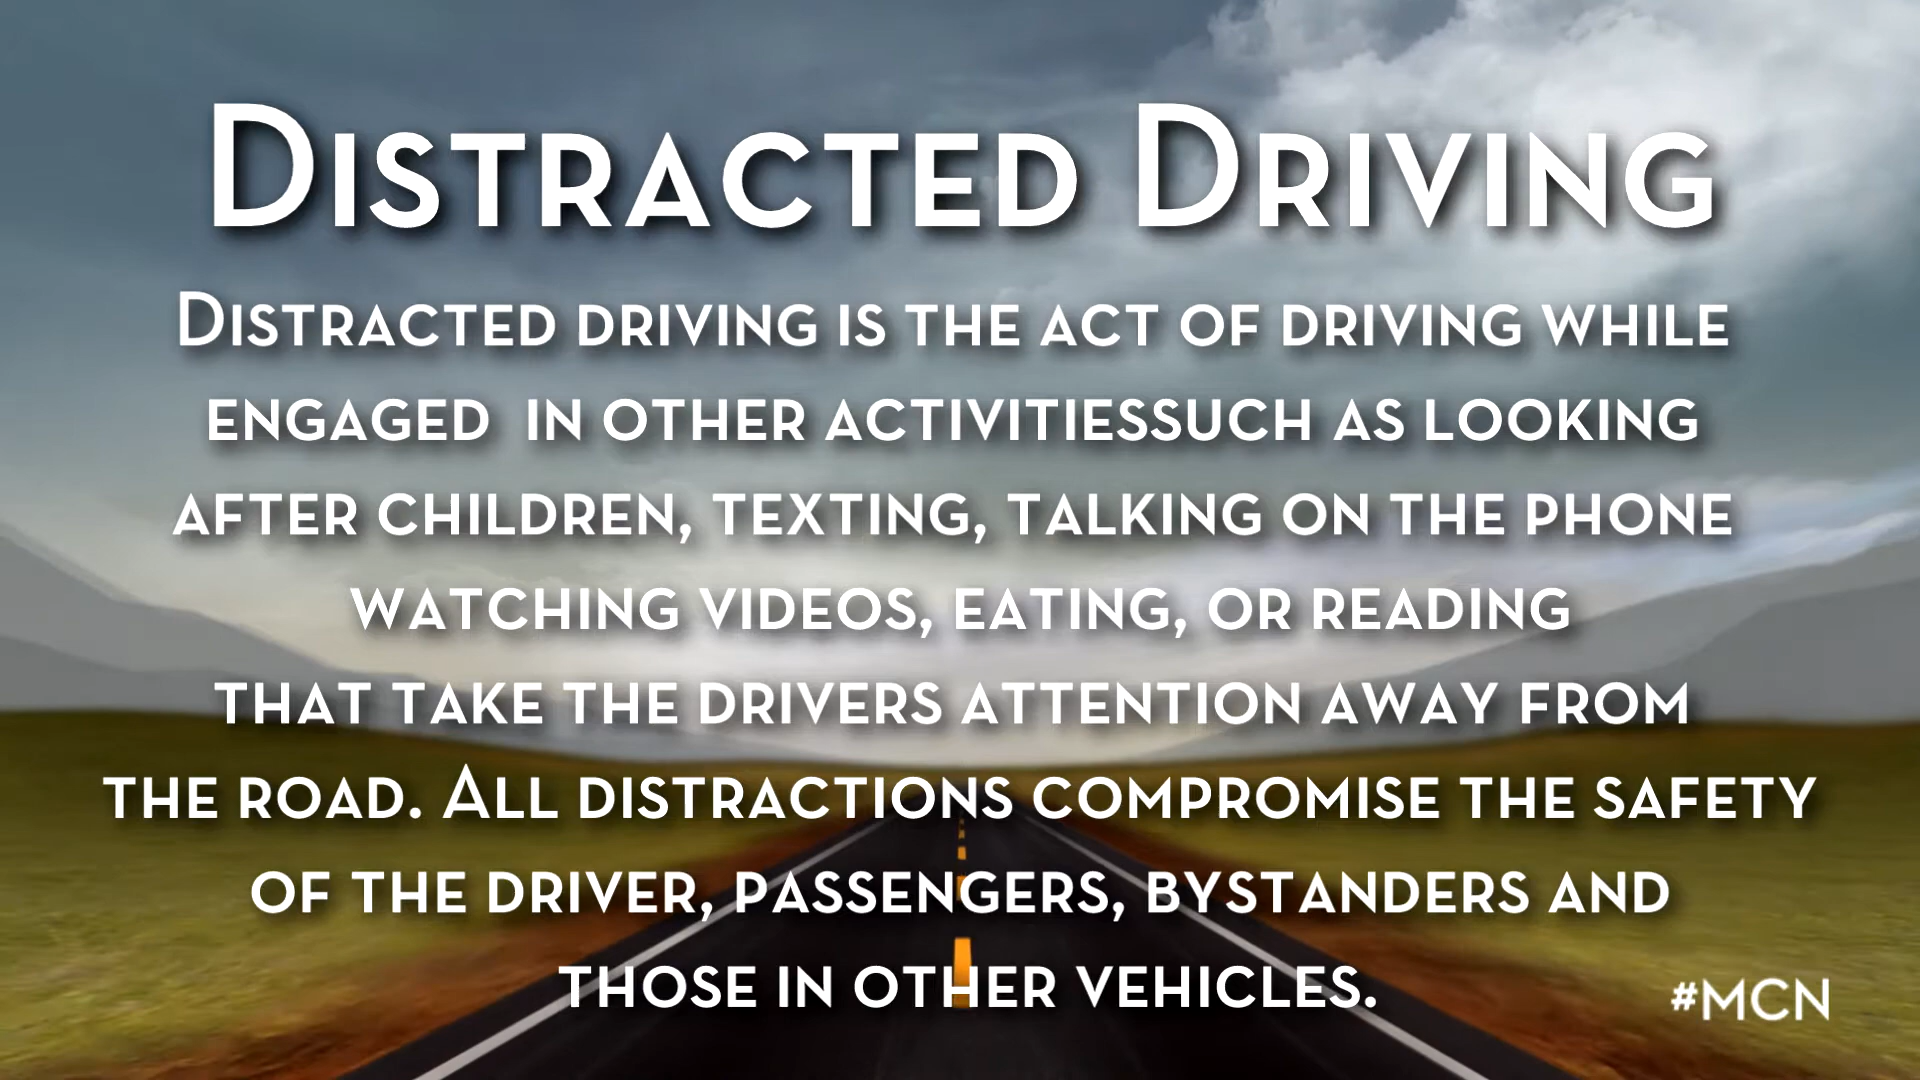 Distracted Driving
Distracted driving is the act of driving while
engaged  in other activitiessuch as looking
after children, texting, talking on the phone
watching videos, eating, or reading
that take the drivers attention away from
the road. All distractions compromise the safety
of the driver, passengers, bystanders and
those in other vehicles.
#MCN